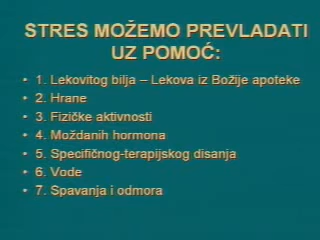 STRES MOŽEMO PREVLADATI
UZ POMOĆ:
• 1. Lekovitog bilja – Lekova iz Božije apoteke
• 2. Hrane
• 3. Fizičke aktivnosti
• 4. Moždanih hormona
• 5. Specifičnog-terapijskog disanja
• 6. Vode
• 7. Spavanja i odmora